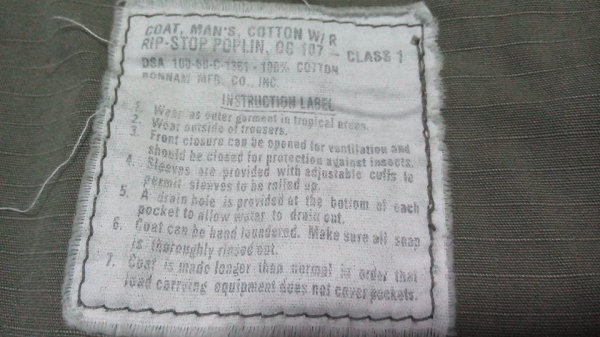 COAT, MAN'S, COTTON W/R
RIP-STOP POPLIN, OG 107 - CLASS 1
DSA 100-68-C-1361 - 100% COTTON
BONHAM MFG. CO., INC.
INSTRUCTION LABEL
1. Wear as outer garment in tropical areas.
2. Wear outside of trousers.
3. Front closure can be opened for ventilation and
should be closed for protection against insects.
4. Sleeves are provided with adjustable cuffs to
permit sleeves to be rolled up.
5. A drain hole is provided at the bottom of each
pocket to allow water to drain out.
6. Coat can be hand laundered. Make sure all soap
is thoroughly rinsed out.
7. Coat is made longer than normal in order that
load carrying equipment does not cover pockets.